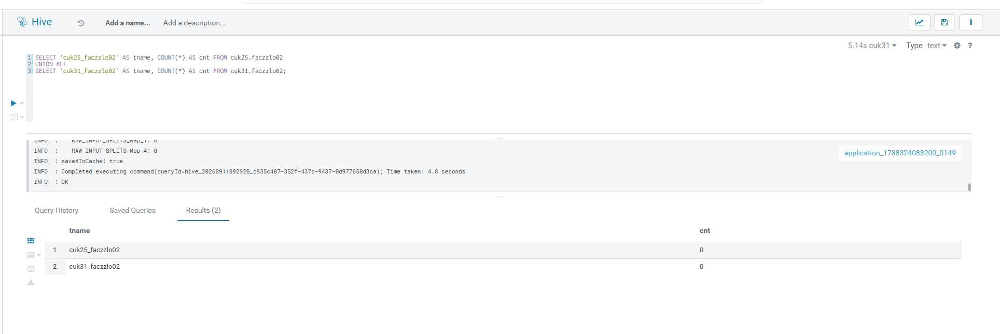 Hive
Add a name...
Add a description...
5.14s cuk31
Type text
?
1 SELECT 'cuk25_faczzlo02' AS tname, COUNT(*) AS cnt FROM cuk25.faczzlo02
2 UNION ALL
3 SELECT 'cuk31_faczzlo02' AS tname, COUNT(*) AS cnt FROM cuk31.faczzlo02;
INFO : RAW_INPUT_SPLITS_Map_1: 0
INFO : RAW_INPUT_SPLITS_Map_4: 0
INFO : savedToCache: true
INFO : Completed executing command(queryId=hive_20260911092920_c935c407-352f-437c-9437-0d977650d3ca); Time taken: 4.8 seconds
INFO : OK
application_1788324083200_0149
Query History
Saved Queries
Results (2)
tname cnt
1 cuk25_faczzlo02 0
2 cuk31_faczzlo02 0